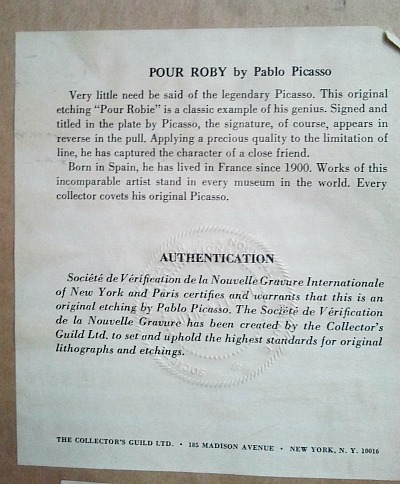 POUR ROBY by Pablo Picasso
Very little need be said of the legendary Picasso. This original
etching "Pour Robie" is a classic example of his genius. Signed and
titled in the plate by Picasso, the signature, of course, appears in
reverse in the pull. Applying a precious quality to the limitation of
line, he has captured the character of a close friend.
Born in Spain, he has lived in France since 1900. Works of this
incomparable artist stand in every museum in the world. Every
collector covets his original Picasso.
AUTHENTICATION
Société de Vérification de la Nouvelle Gravure Internationale
of New York and Paris certifies and warrants that this is an
original etching by Pablo Picasso. The Société de Vérification
de la Nouvelle Gravure has been created by the Collector's
Guild Ltd. to set and uphold the highest standards for original
lithographs and etchings.
THE COLLECTOR'S GUILD LTD. • 185 MADISON AVENUE • NEW YORK, N. Y. 10016